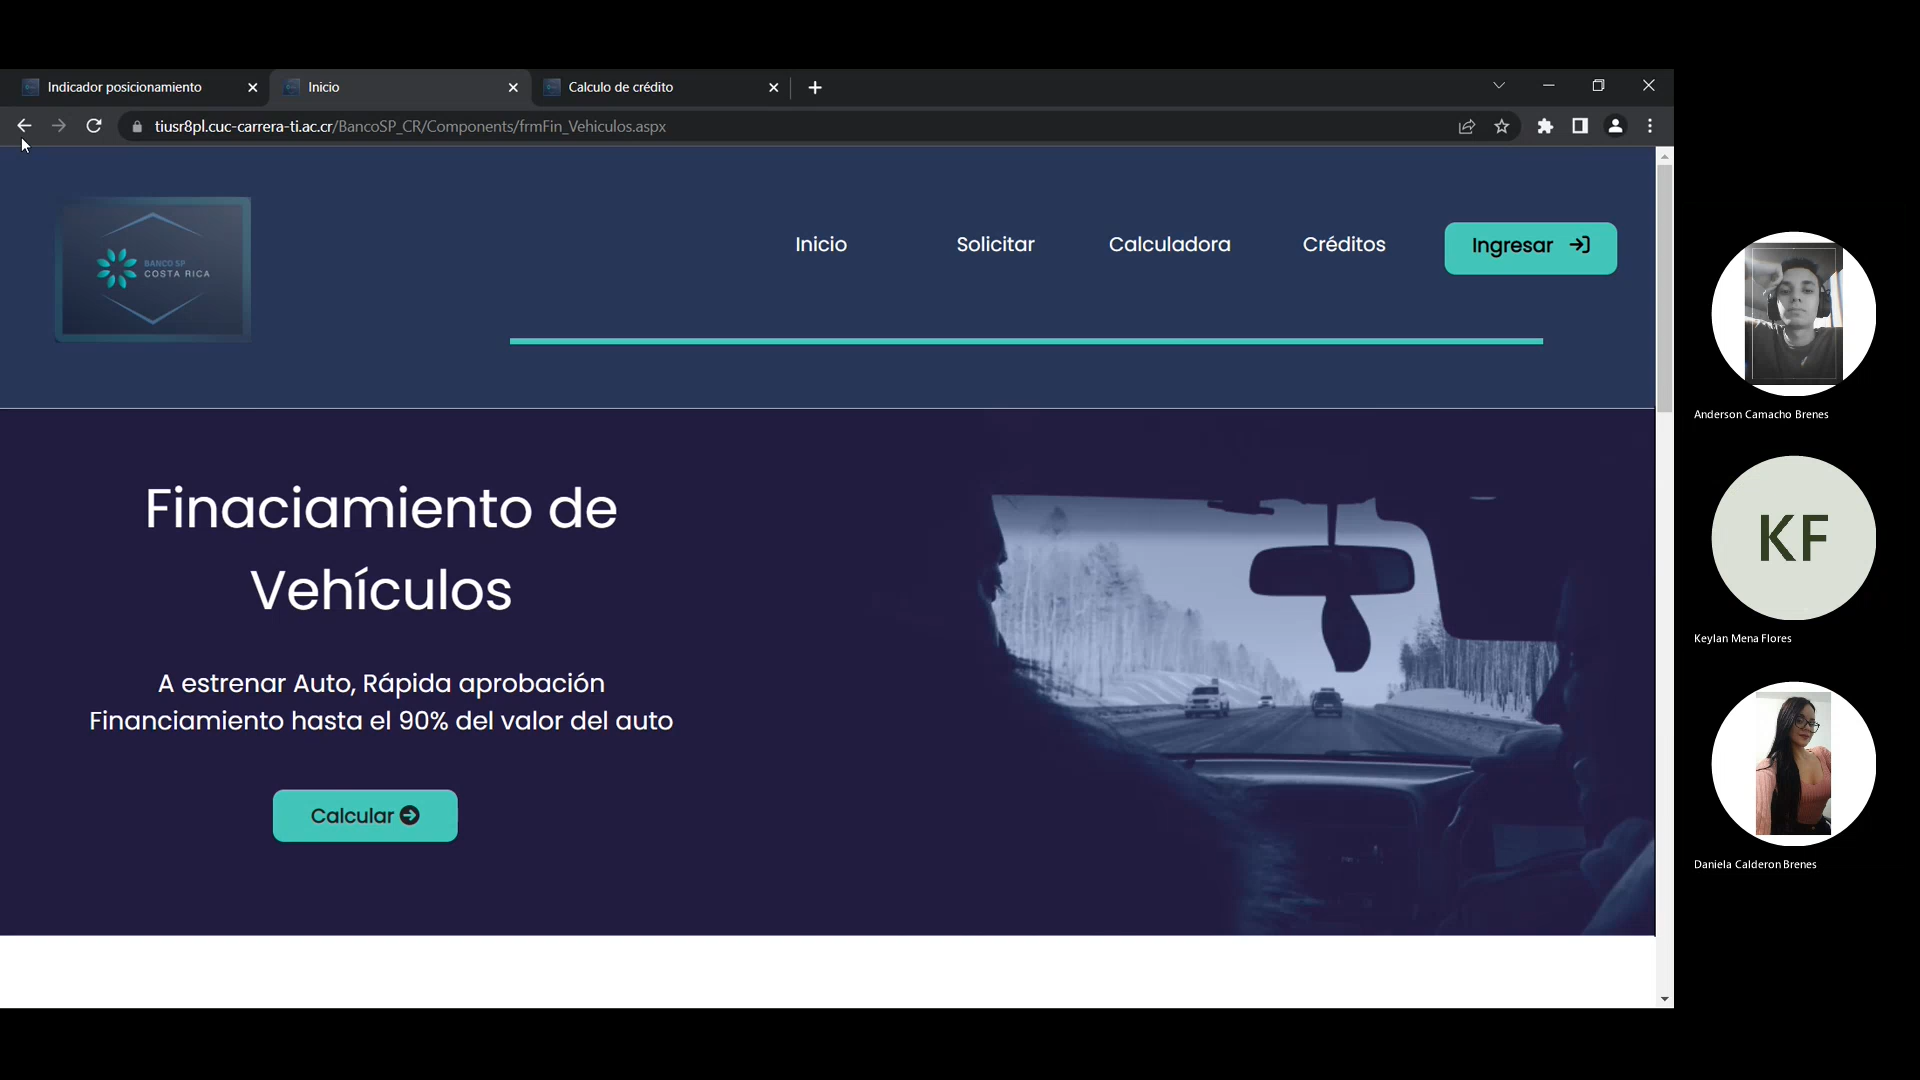 Indicador posicionamiento
Inicio
Calculo de crédito
tiusr8pl.cuc-carrera-ti.ac.cr/BancoSP_CR/Components/frmFin_Vehiculos.aspx
BANCO SP
COSTA RICA
Inicio
Solicitar
Calculadora
Créditos
Ingresar
Finaciamiento de
Vehículos
A estrenar Auto, Rápida aprobación
Financiamiento hasta el 90% del valor del auto
Calcular
Anderson Camacho Brenes
KF
Keylan Mena Flores
Daniela Calderon Brenes